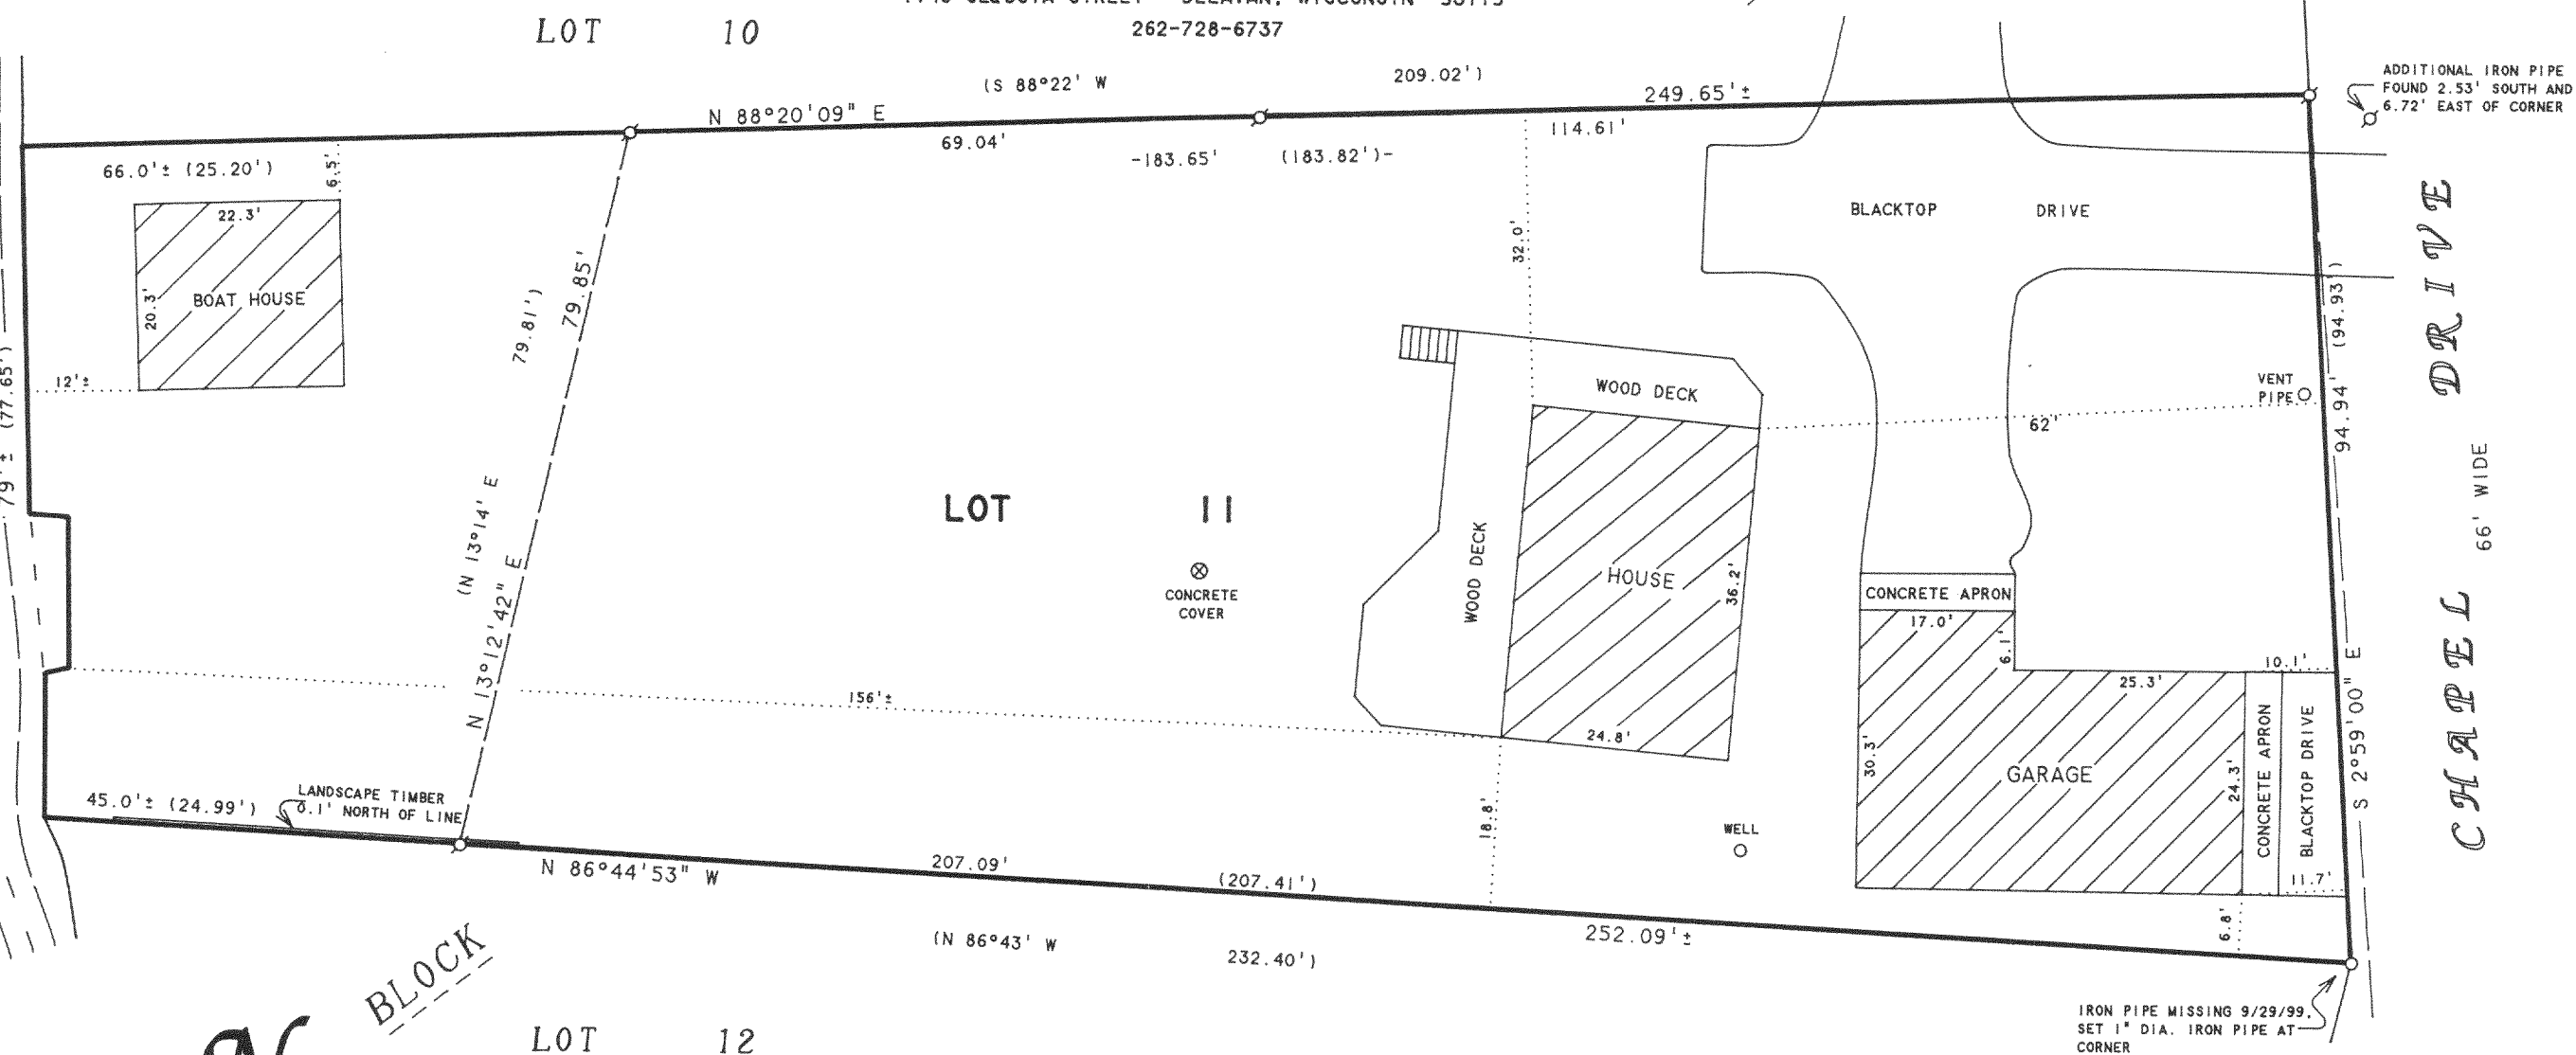 262-728-6737
LOT 10
(S 88°22' W 209.02')
N 88°20'09" E
249.65'±
69.04'
114.61'
-183.65' (183.82')-
ADDITIONAL IRON PIPE
FOUND 2.53' SOUTH AND
6.72' EAST OF CORNER
66.0'± (25.20')
6.5'
22.3'
20.3'
BOAT HOUSE
12'±
79'± (77.65')
79.81')
79.85'
(N 13°14' E
N 13°12'42" E
32.0'
BLACKTOP DRIVE
WOOD DECK
WOOD DECK
HOUSE
36.2'
24.8'
62'
VENT
PIPE
94.94' (94.93')
S 2°59'00" E
CHAPEL DRIVE
66' WIDE
LOT 11
CONCRETE
COVER
CONCRETE APRON
17.0'
6.1'
10.1'
25.3'
30.3'
GARAGE
24.3'
CONCRETE APRON
BLACKTOP DRIVE
11.7'
6.8'
156'±
18.8'
WELL
45.0'± (24.99')
LANDSCAPE TIMBER
0.1' NORTH OF LINE
N 86°44'53" W
207.09'
(207.41')
(N 86°43' W 232.40')
252.09'±
BLOCK
LOT 12
IRON PIPE MISSING 9/29/99.
SET 1" DIA. IRON PIPE AT
CORNER